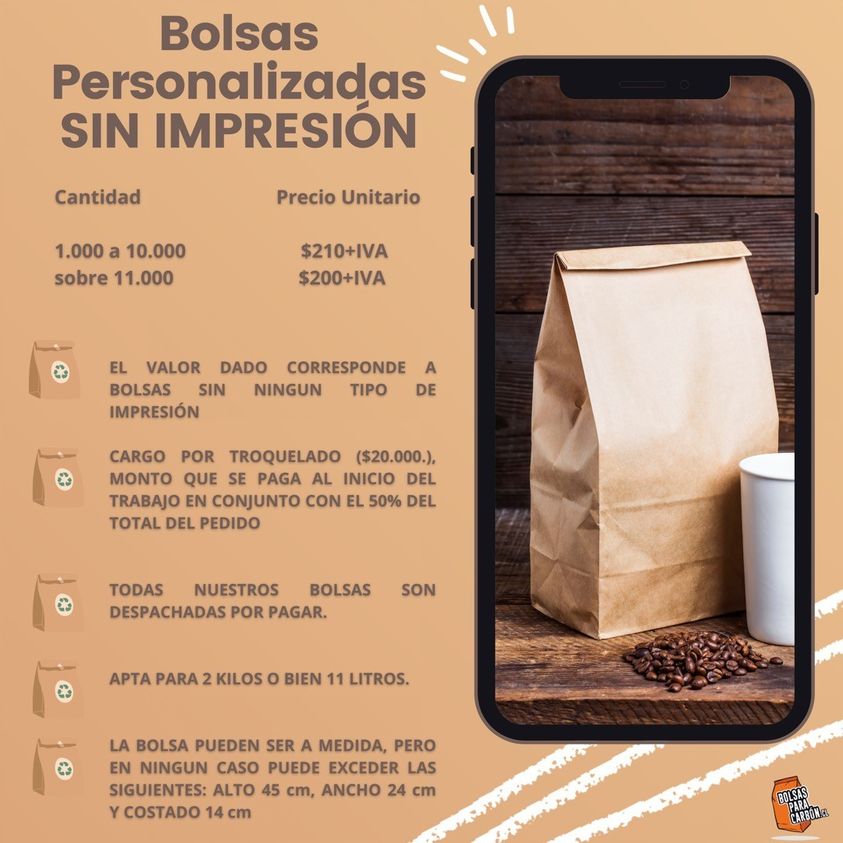 Bolsas
Personalizadas
SIN IMPRESIÓN
Cantidad Precio Unitario
1.000 a 10.000 $210+IVA
sobre 11.000 $200+IVA
EL VALOR DADO CORRESPONDE A
BOLSAS SIN NINGUN TIPO DE
IMPRESIÓN
CARGO POR TROQUELADO ($20.000.),
MONTO QUE SE PAGA AL INICIO DEL
TRABAJO EN CONJUNTO CON EL 50% DEL
TOTAL DEL PEDIDO
TODAS NUESTROS BOLSAS SON
DESPACHADAS POR PAGAR.
APTA PARA 2 KILOS O BIEN 11 LITROS.
LA BOLSA PUEDEN SER A MEDIDA, PERO
EN NINGUN CASO PUEDE EXCEDER LAS
SIGUIENTES: ALTO 45 cm, ANCHO 24 cm
Y COSTADO 14 cm
BOLSAS
PARA
CARBÓN.CL